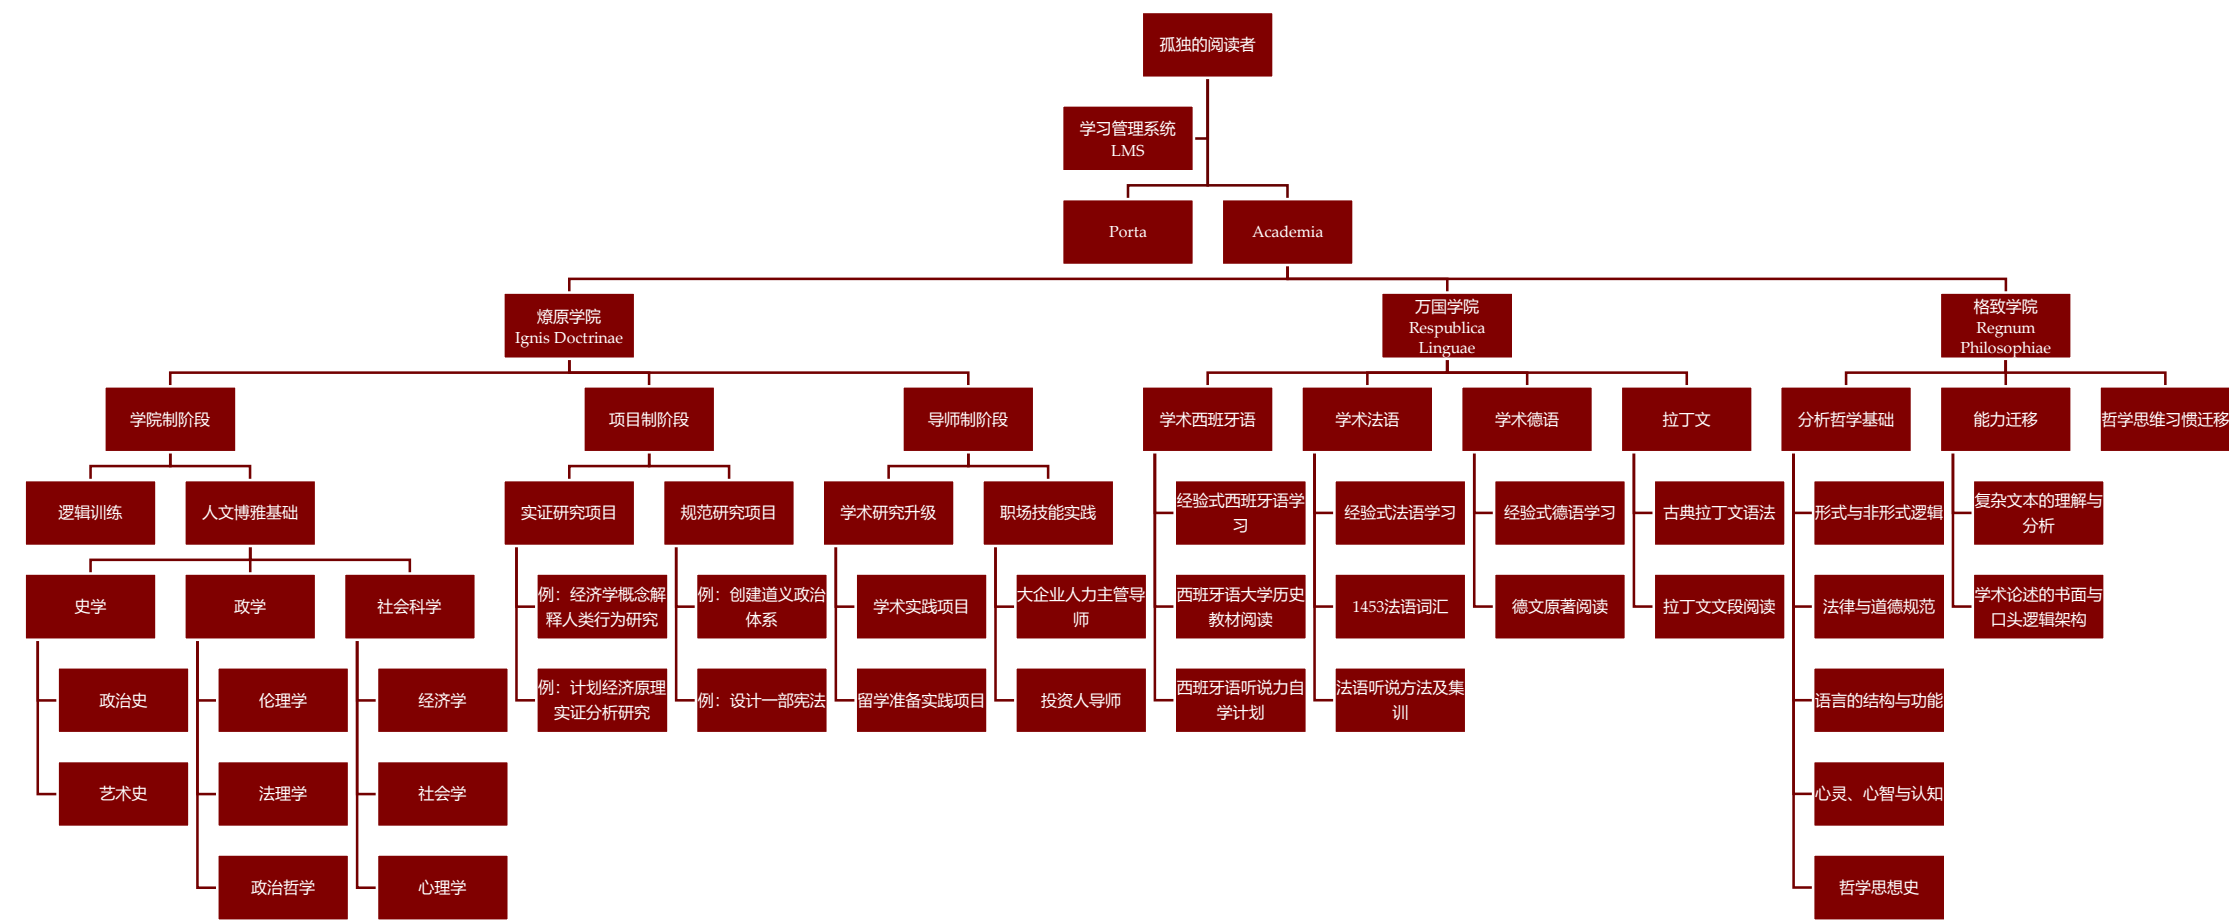 孤独的阅读者
学习管理系统
LMS
Porta
Academia
燎原学院
Ignis Doctrinae
万国学院
Respublica
Linguae
格致学院
Regnum
Philosophiae
学院制阶段
项目制阶段
导师制阶段
学术西班牙语
学术法语
学术德语
拉丁文
分析哲学基础
能力迁移
哲学思维习惯迁移
逻辑训练
人文博雅基础
实证研究项目
规范研究项目
学术研究升级
职场技能实践
经验式西班牙语学
习
经验式法语学习
经验式德语学习
古典拉丁文语法
形式与非形式逻辑
复杂文本的理解与
分析
史学
政学
社会科学
例：经济学概念解
释人类行为研究
例：创建道义政治
体系
学术实践项目
大企业人力主管导
师
西班牙语大学历史
教材阅读
1453法语词汇
德文原著阅读
拉丁文文段阅读
法律与道德规范
学术论述的书面与
口头逻辑架构
政治史
伦理学
经济学
例：计划经济原理
实证分析研究
例：设计一部宪法
留学准备实践项目
投资人导师
西班牙语听说力自
学计划
法语听说方法及集
训
语言的结构与功能
艺术史
法理学
社会学
心灵、心智与认知
政治哲学
心理学
哲学思想史